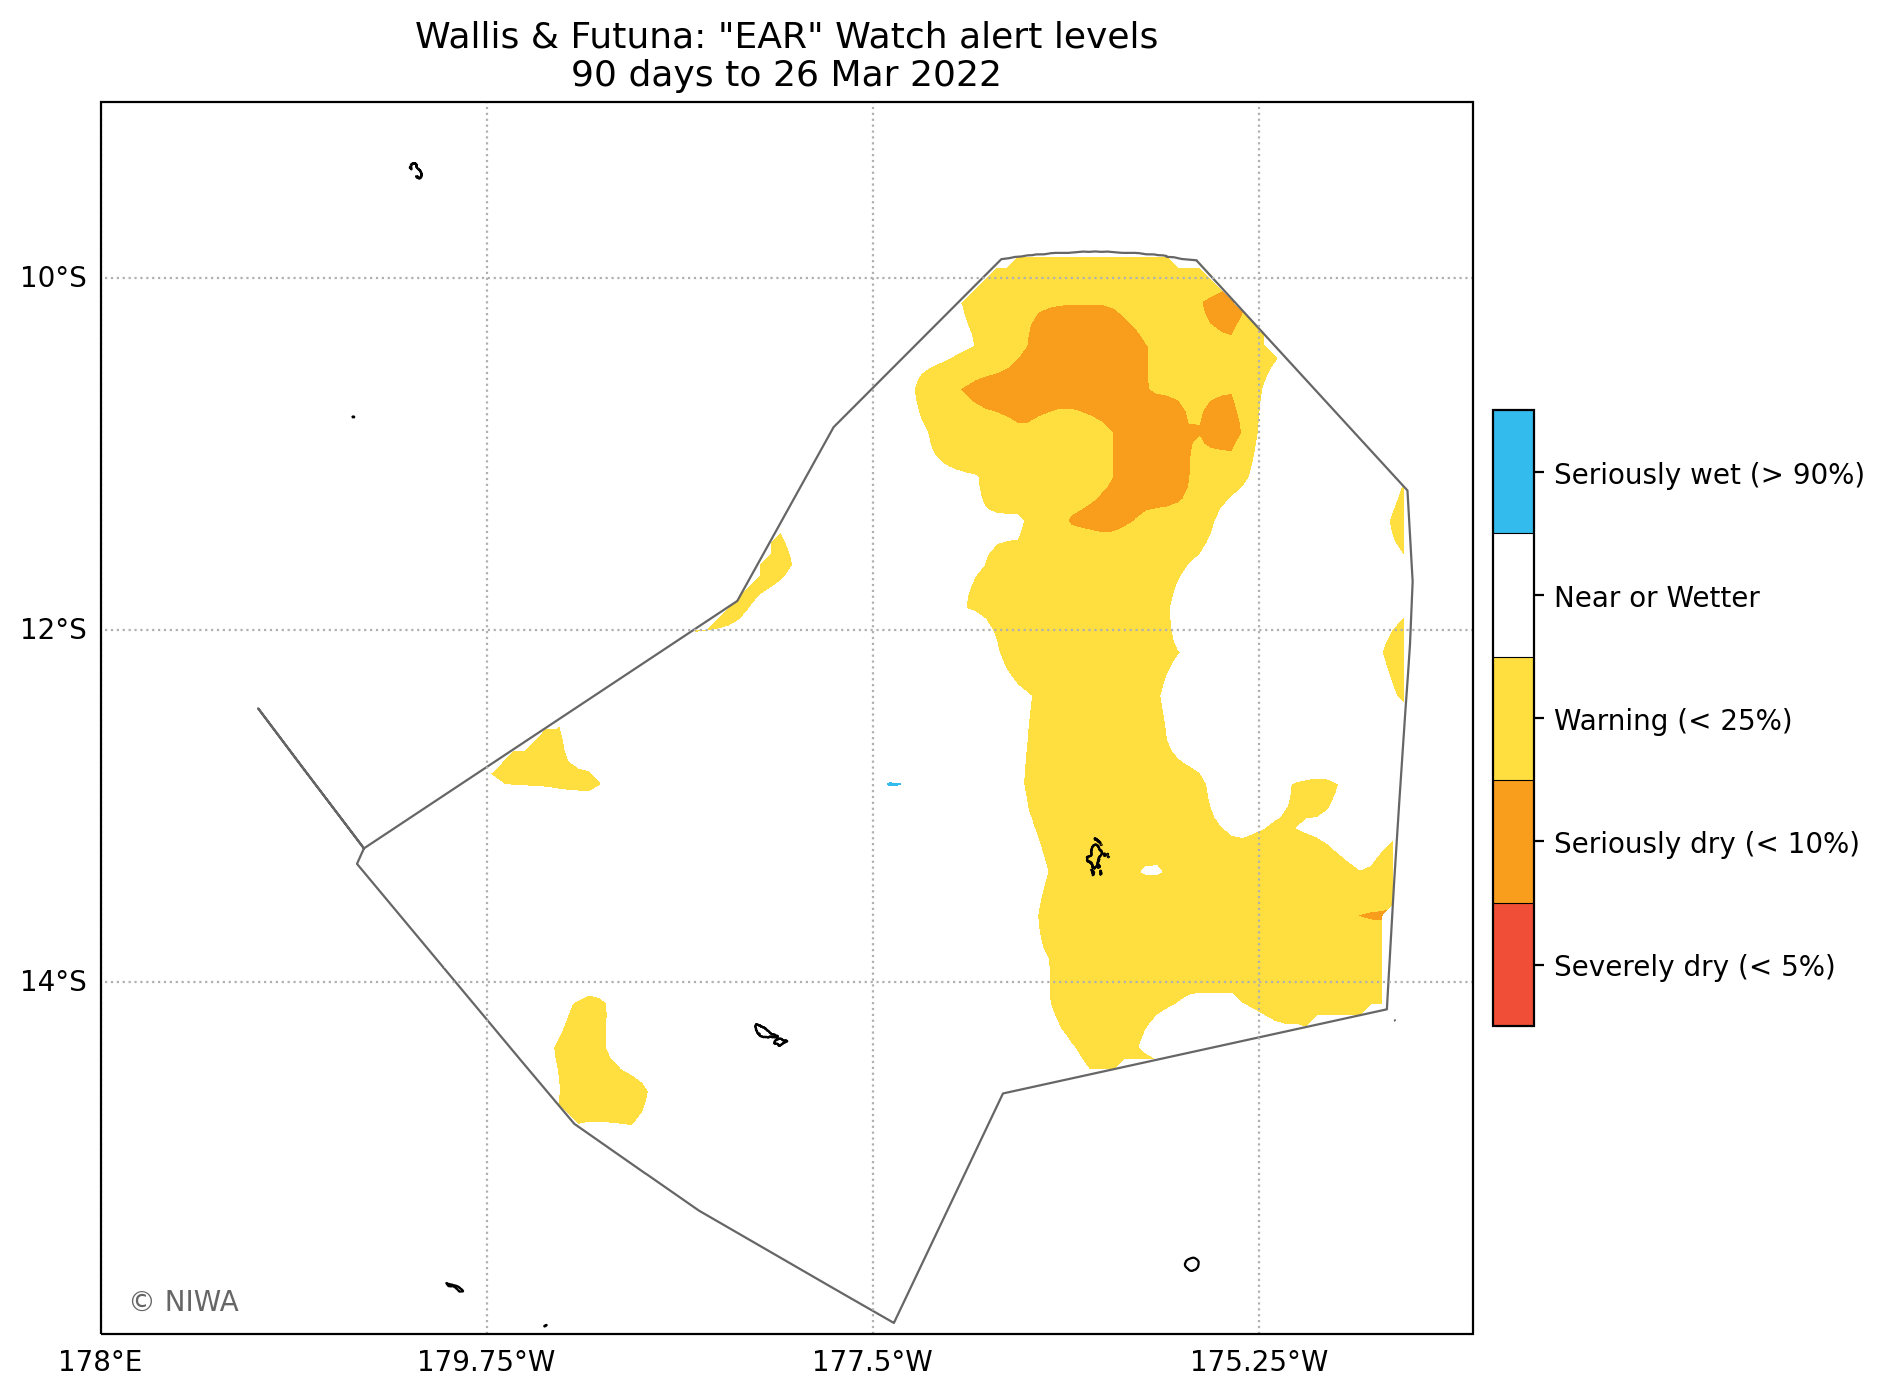 Wallis & Futuna: "EAR" Watch alert levels
90 days to 26 Mar 2022
10°S
12°S
14°S
178°E
179.75°W
177.5°W
175.25°W
Seriously wet (> 90%)
Near or Wetter
Warning (< 25%)
Seriously dry (< 10%)
Severely dry (< 5%)
© NIWA